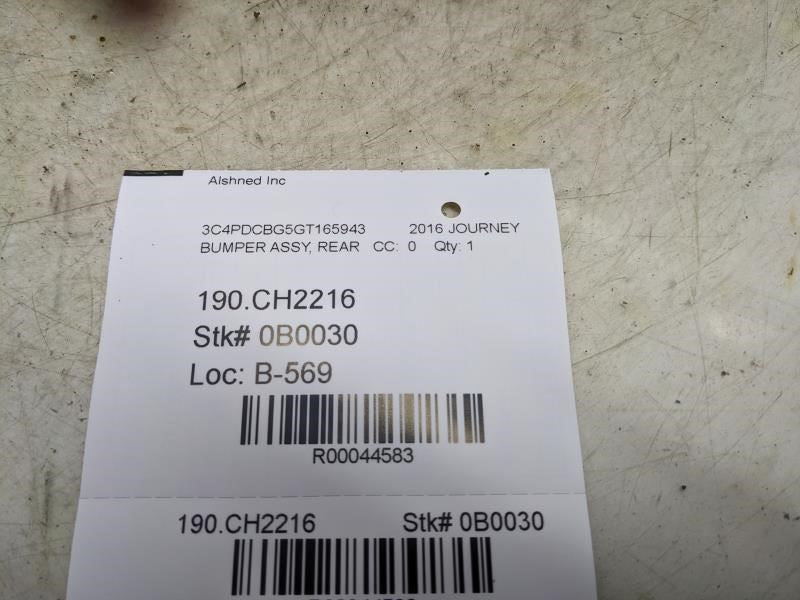 Alshned Inc
3C4PDCBG5GT165943 2016 JOURNEY
BUMPER ASSY, REAR CC: 0 Qty: 1
190.CH2216
Stk# 0B0030
Loc: B-569
R00044583
190.CH2216 Stk# 0B0030